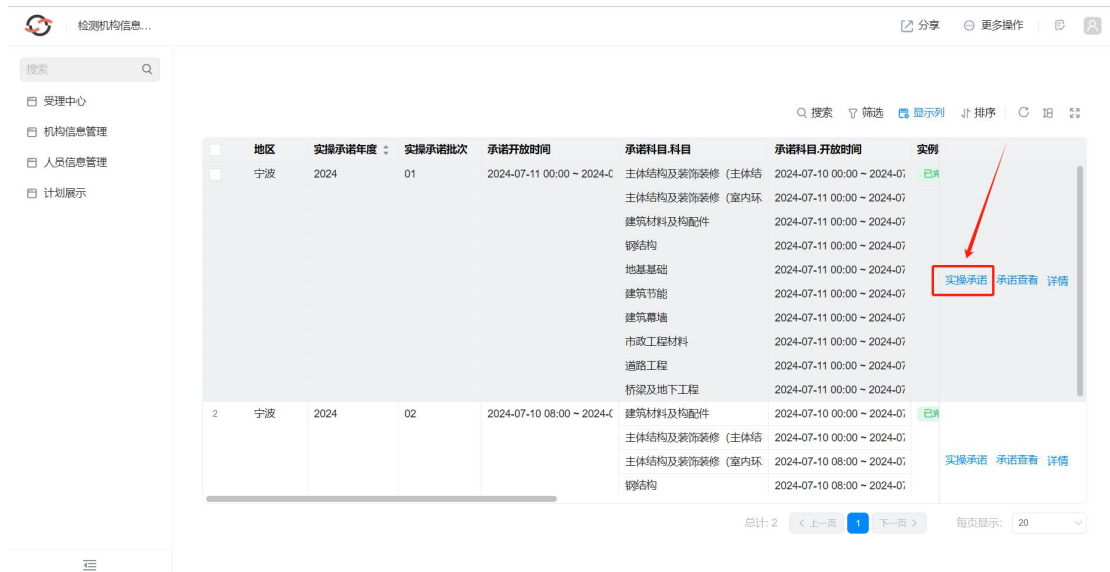 检测机构信息...
分享 更多操作
搜索
受理中心
机构信息管理
人员信息管理
计划展示
搜索 筛选 显示列 排序
地区 实操承诺年度 实操承诺批次 承诺开放时间 承诺科目.科目 承诺科目.开放时间 实例
宁波 2024 01 2024-07-11 00:00 ~ 2024-0 主体结构及装饰装修（主体结 2024-07-10 00:00 ~ 2024-07 已完
主体结构及装饰装修（室内环 2024-07-11 00:00 ~ 2024-07
建筑材料及构配件 2024-07-11 00:00 ~ 2024-07
钢结构 2024-07-11 00:00 ~ 2024-07
地基基础 2024-07-11 00:00 ~ 2024-07
实操承诺 承诺查看 详情
建筑节能 2024-07-11 00:00 ~ 2024-07
建筑幕墙 2024-07-11 00:00 ~ 2024-07
市政工程材料 2024-07-11 00:00 ~ 2024-07
道路工程 2024-07-11 00:00 ~ 2024-07
桥梁及地下工程 2024-07-11 00:00 ~ 2024-07
2 宁波 2024 02 2024-07-10 08:00 ~ 2024-0 建筑材料及构配件 2024-07-10 00:00 ~ 2024-07 已完
主体结构及装饰装修（主体结 2024-07-10 00:00 ~ 2024-07
主体结构及装饰装修（室内环 2024-07-10 08:00 ~ 2024-07
实操承诺 承诺查看 详情
钢结构 2024-07-10 08:00 ~ 2024-07
总计: 2 < 上一页 1 下一页 > 每页显示: 20